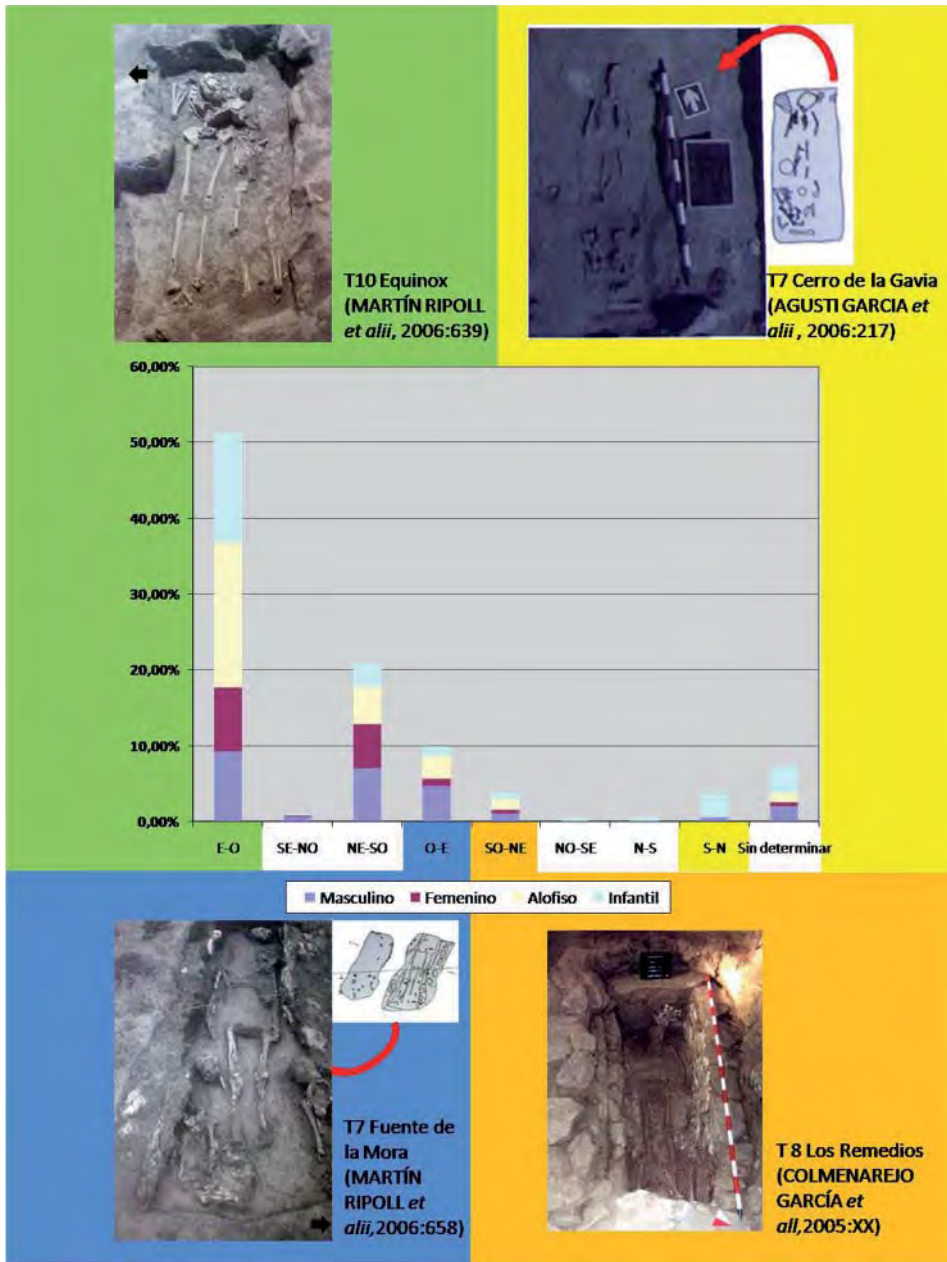 T10 Equinox
(MARTÍN RIPOLL
et alii, 2006:639)
T7 Cerro de la Gavia
(AGUSTI GARCIA et
alii , 2006:217)
60,00%
50,00%
40,00%
30,00%
20,00%
10,00%
0,00%
E-O SE-NO NE-SO O-E SO-NE NO-SE N-S S-N Sin determinar
Masculino Femenino Alofiso Infantil
T7 Fuente de
la Mora
(MARTÍN
RIPOLL et
alii,2006:658)
T 8 Los Remedios
(COLMENAREJO
GARCÍA et
all,2005:XX)